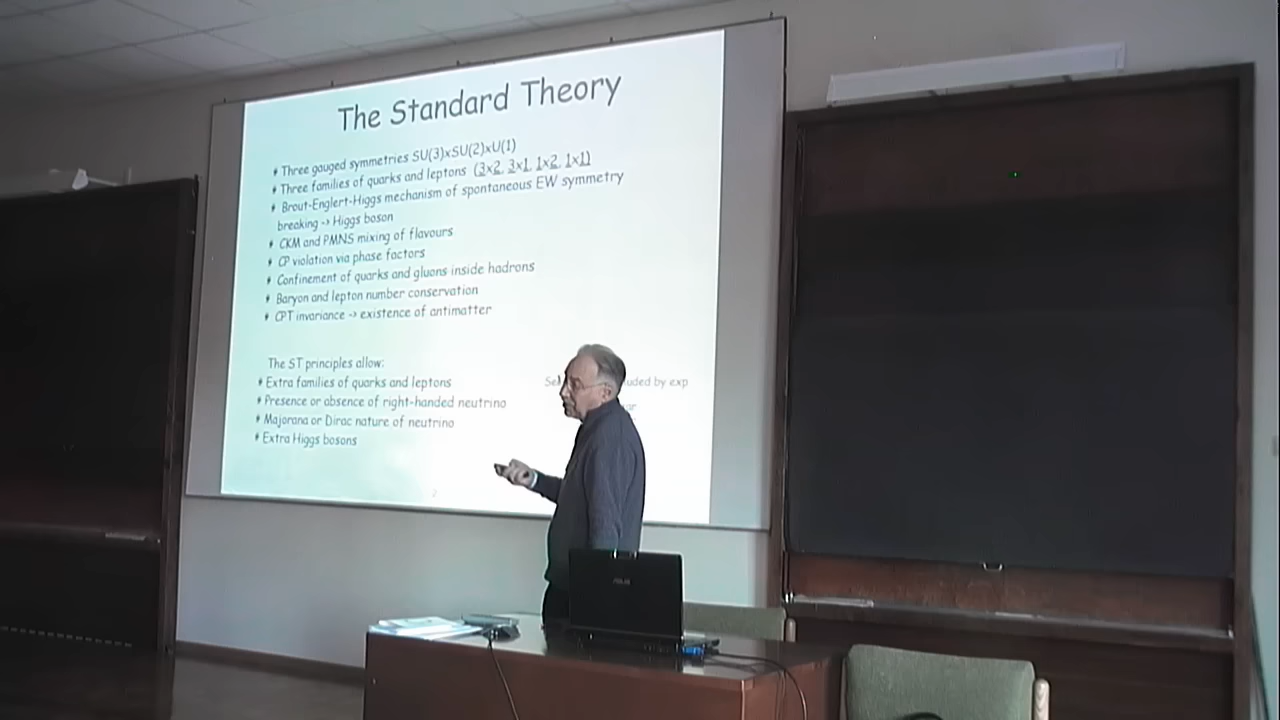 The Standard Theory
Three gauged symmetries SU(3)xSU(2)xU(1)
Three families of quarks and leptons (3x2, 3x1, 1x2, 1x1)
Brout-Englert-Higgs mechanism of spontaneous EW symmetry
breaking -> Higgs boson
CKM and PMNS mixing of flavours
CP violation via phase factors
Confinement of quarks and gluons inside hadrons
Baryon and lepton number conservation
CPT invariance -> existence of antimatter
The ST principles allow:
Extra families of quarks and leptons
by exp
Presence or absence of right-handed neutrino
Majorana or Dirac nature of neutrino
Extra Higgs bosons
2
ASUS